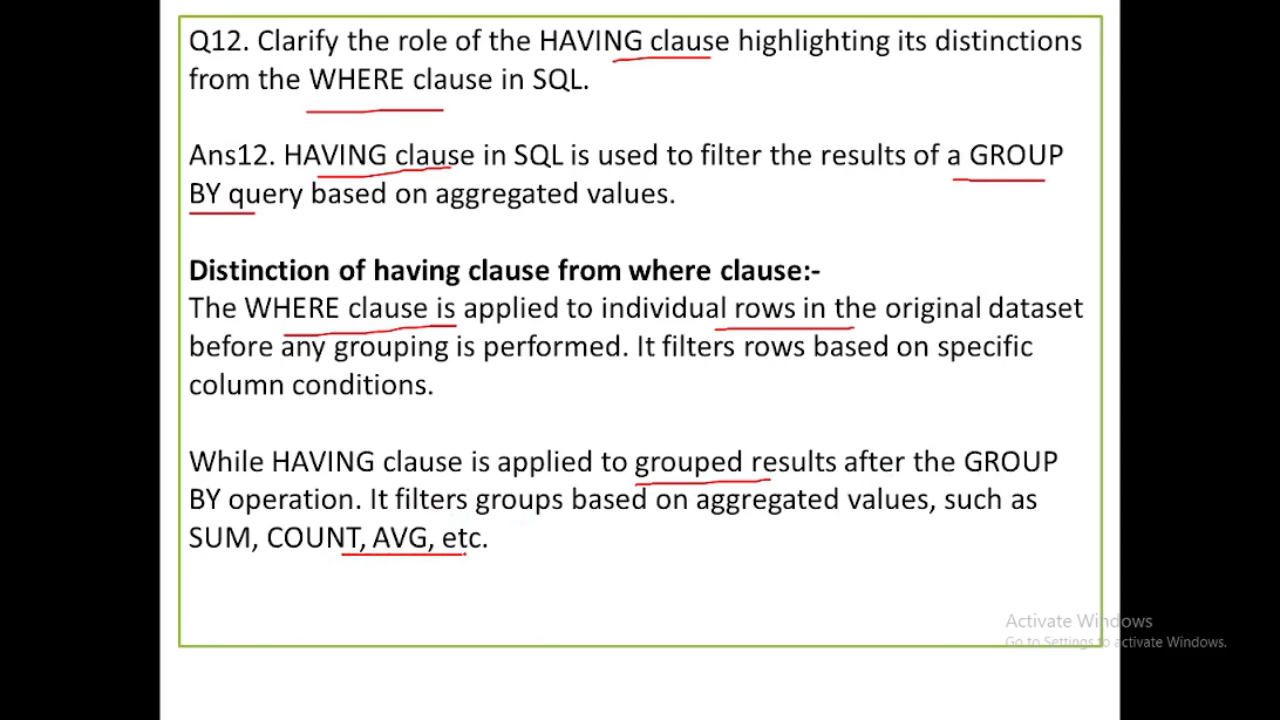 Q12. Clarify the role of the HAVING clause highlighting its distinctions
from the WHERE clause in SQL.
Ans12. HAVING clause in SQL is used to filter the results of a GROUP
BY query based on aggregated values.
Distinction of having clause from where clause:-
The WHERE clause is applied to individual rows in the original dataset
before any grouping is performed. It filters rows based on specific
column conditions.
While HAVING clause is applied to grouped results after the GROUP
BY operation. It filters groups based on aggregated values, such as
SUM, COUNT, AVG, etc.
Activate Windows
Go to Settings to activate Windows.